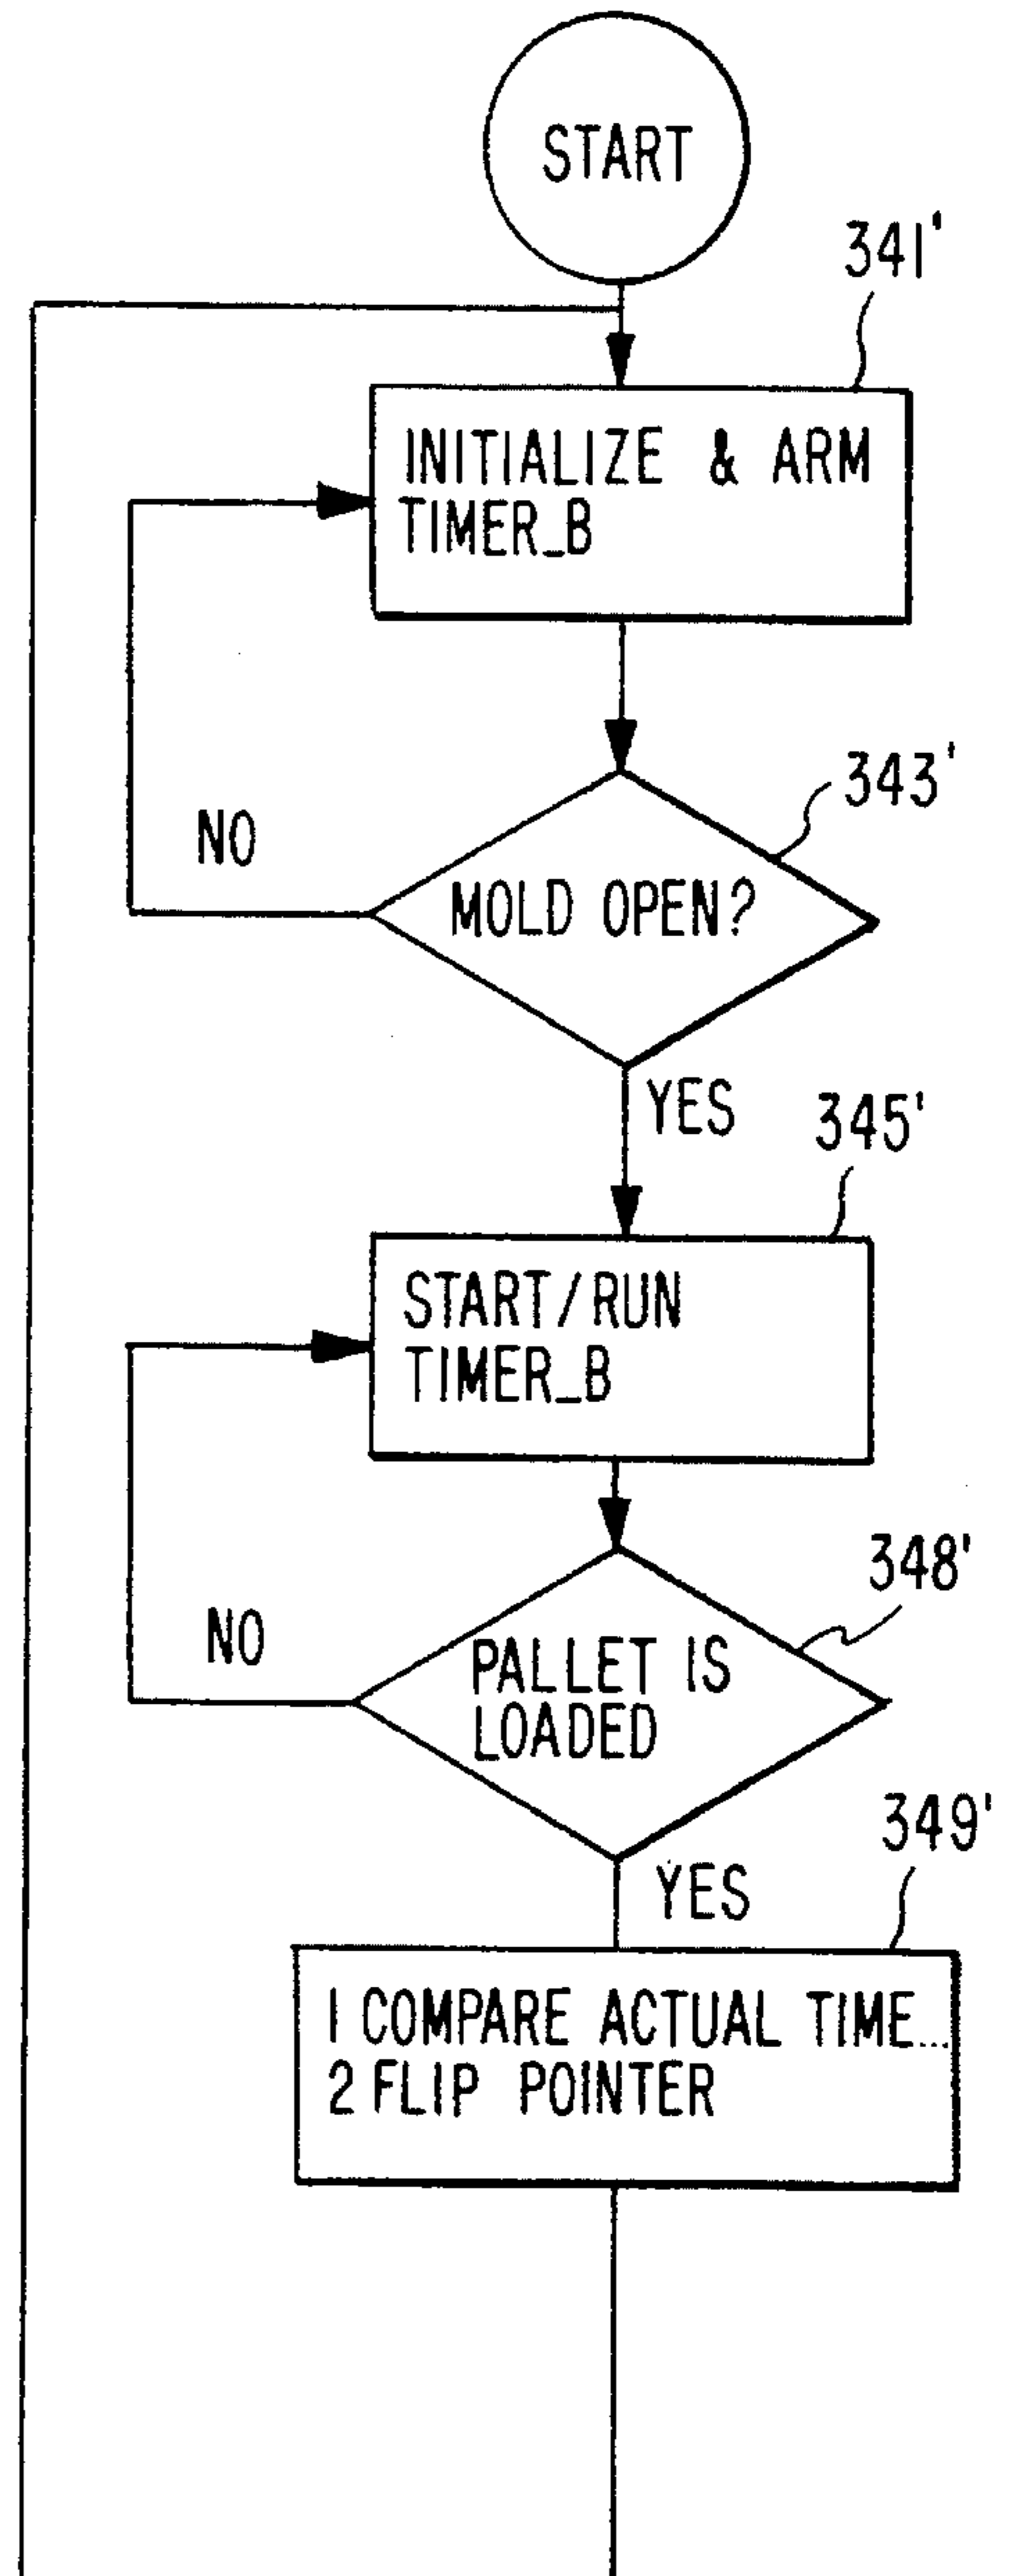 START
341'
INITIALIZE & ARM
TIMER_B
343'
NO
MOLD OPEN?
YES
345'
START/RUN
TIMER_B
348'
NO
PALLET IS
LOADED
349'
YES
1 COMPARE ACTUAL TIME...
2 FLIP POINTER